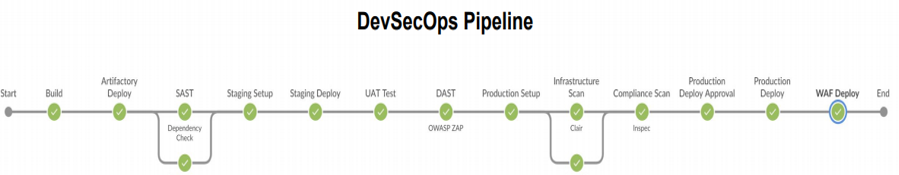 DevSecOps Pipeline
Start
Build
Artifactory
Deploy
SAST
Dependency
Check
Staging Setup
Staging Deploy
UAT Test
DAST
OWASP ZAP
Production Setup
Infrastructure
Scan
Clair
Compliance Scan
Inspec
Production
Deploy Approval
Production
Deploy
WAF Deploy
End